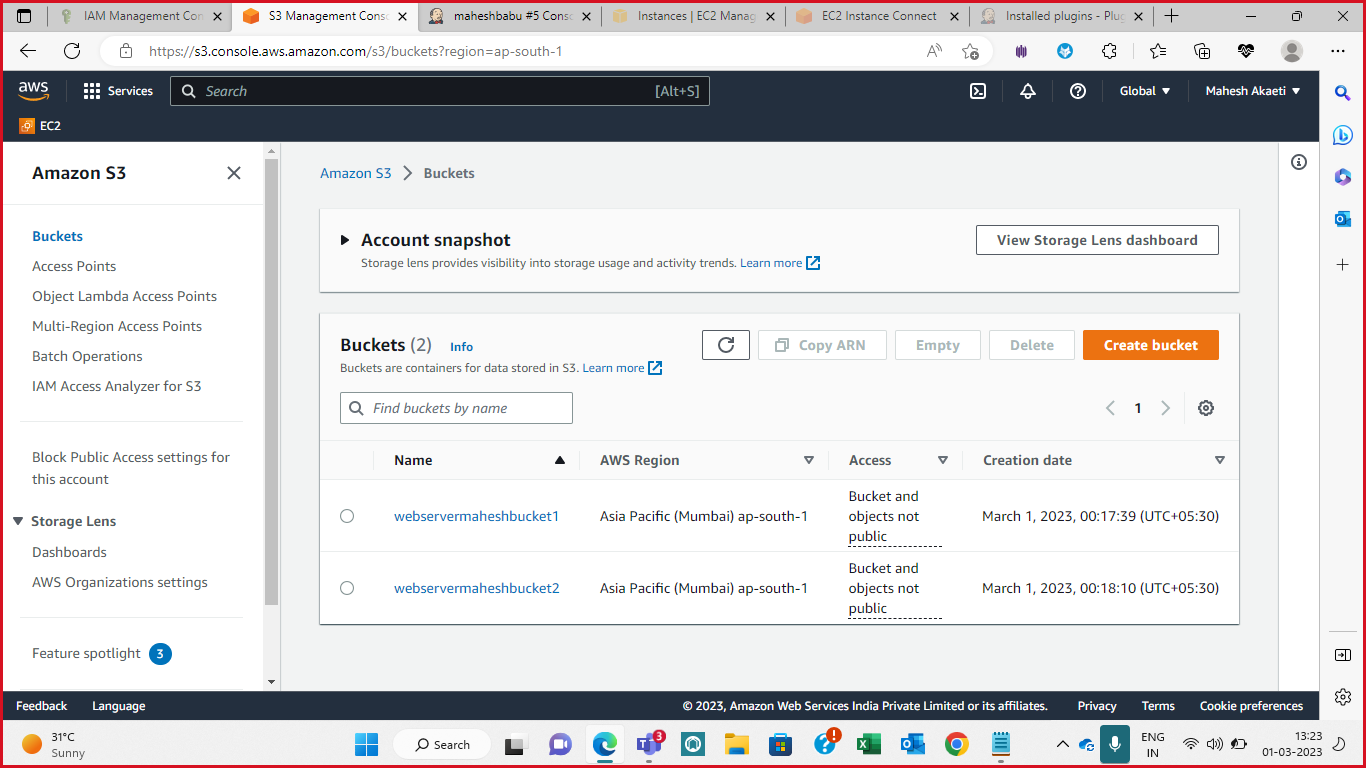 IAM Management Con
S3 Management Conso
maheshbabu #5 Conso
Instances | EC2 Manag
EC2 Instance Connect
Installed plugins - Plug
https://s3.console.aws.amazon.com/s3/buckets?region=ap-south-1
aws
Services
Search
[Alt+S]
Global
Mahesh Akaeti
EC2
Amazon S3
Buckets
Access Points
Object Lambda Access Points
Multi-Region Access Points
Batch Operations
IAM Access Analyzer for S3
Block Public Access settings for
this account
Storage Lens
Dashboards
AWS Organizations settings
Feature spotlight 3
Amazon S3 > Buckets
Account snapshot
Storage lens provides visibility into storage usage and activity trends. Learn more
View Storage Lens dashboard
Buckets (2) Info
Buckets are containers for data stored in S3. Learn more
Copy ARN
Empty
Delete
Create bucket
Find buckets by name
1
Name
AWS Region
Access
Creation date
webservermaheshbucket1
Asia Pacific (Mumbai) ap-south-1
Bucket and
objects not
public
March 1, 2023, 00:17:39 (UTC+05:30)
webservermaheshbucket2
Asia Pacific (Mumbai) ap-south-1
Bucket and
objects not
public
March 1, 2023, 00:18:10 (UTC+05:30)
Feedback
Language
© 2023, Amazon Web Services India Private Limited or its affiliates.
Privacy
Terms
Cookie preferences
31°C
Sunny
Search
3
ENG
IN
13:23
01-03-2023